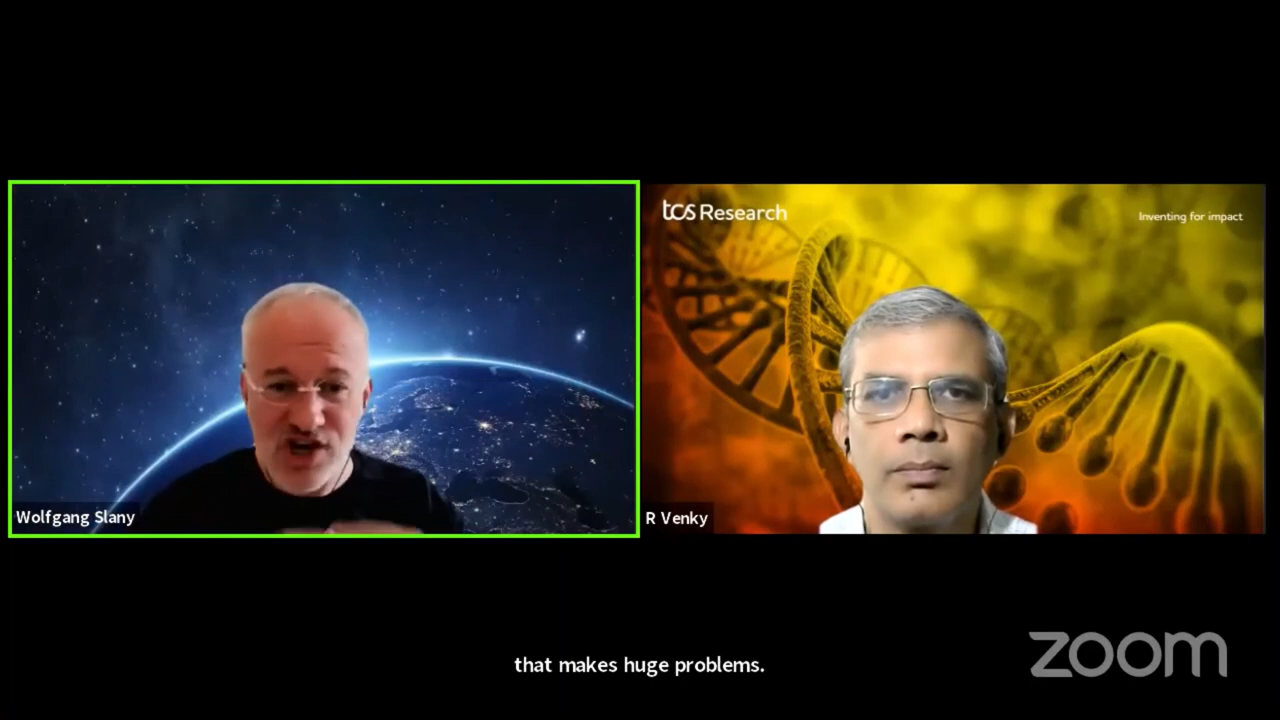 tcs Research
Inventing for impact
Wolfgang Slany
R Venky
that makes huge problems.
zoom